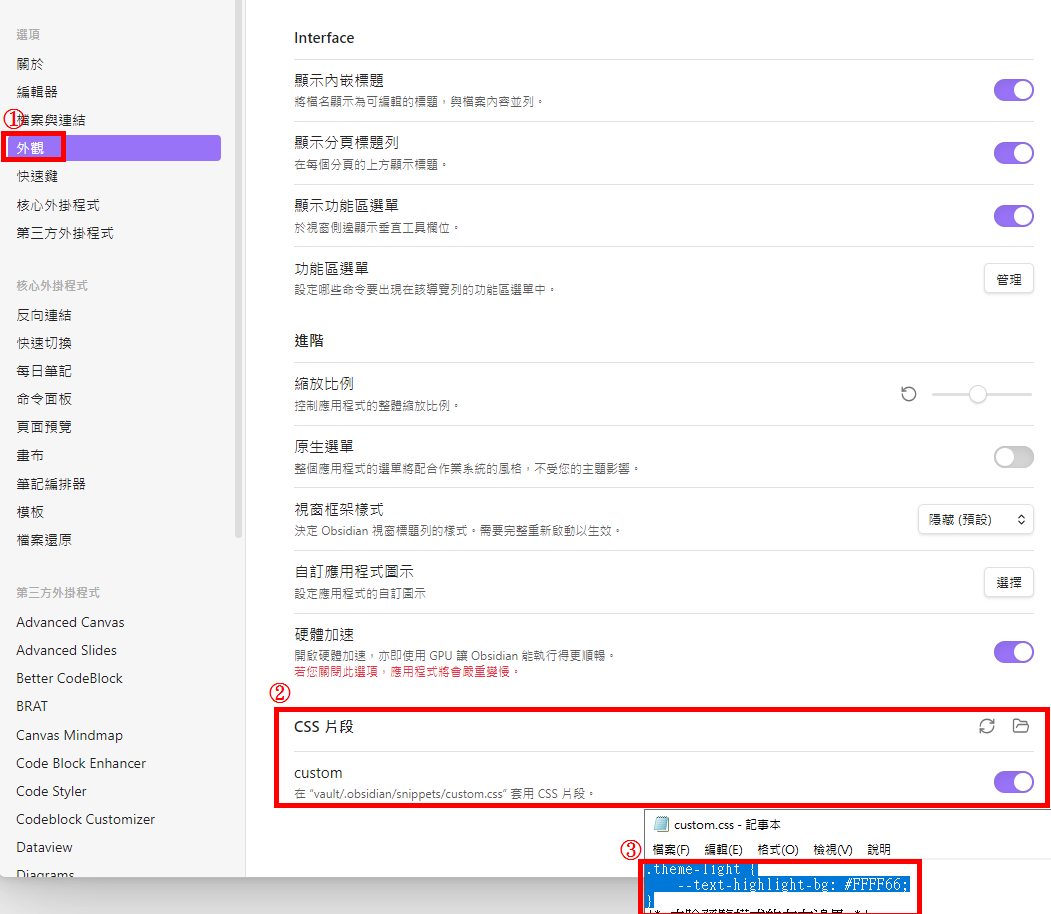 選項
關於
編輯器
①
檔案與連結
外觀
快速鍵
核心外掛程式
第三方外掛程式
核心外掛程式
反向連結
快速切換
每日筆記
命令面板
頁面預覽
畫布
筆記編排器
模板
檔案還原
第三方外掛程式
Advanced Canvas
Advanced Slides
Better CodeBlock
BRAT
Canvas Mindmap
Code Block Enhancer
Code Styler
Codeblock Customizer
Dataview
Diagrams
Interface
顯示內嵌標題
將檔名顯示為可編輯的標題，與檔案內容並列。
顯示分頁標題列
在每個分頁的上方顯示標題。
顯示功能區選單
於視窗側邊顯示垂直工具欄位。
功能區選單
設定哪些命令要出現在該導覽列的功能區選單中。
管理
進階
縮放比例
控制應用程式的整體縮放比例。
原生選單
整個應用程式的選單將配合作業系統的風格，不受您的主題影響。
視窗框架樣式
決定 Obsidian 視窗標題列的樣式。需要完整重新啟動以生效。
隱藏 (預設)
自訂應用程式圖示
設定應用程式的自訂圖示
選擇
硬體加速
開啟硬體加速，亦即使用 GPU 讓 Obsidian 能執行得更順暢。
若您關閉此選項，應用程式將會嚴重變慢。
②
CSS 片段
custom
在 “vault/.obsidian/snippets/custom.css” 套用 CSS 片段。
custom.css - 記事本
③
檔案(F) 編輯(E) 格式(O) 檢視(V) 說明
.theme-light {
--text-highlight-bg: #FFFF66;
}